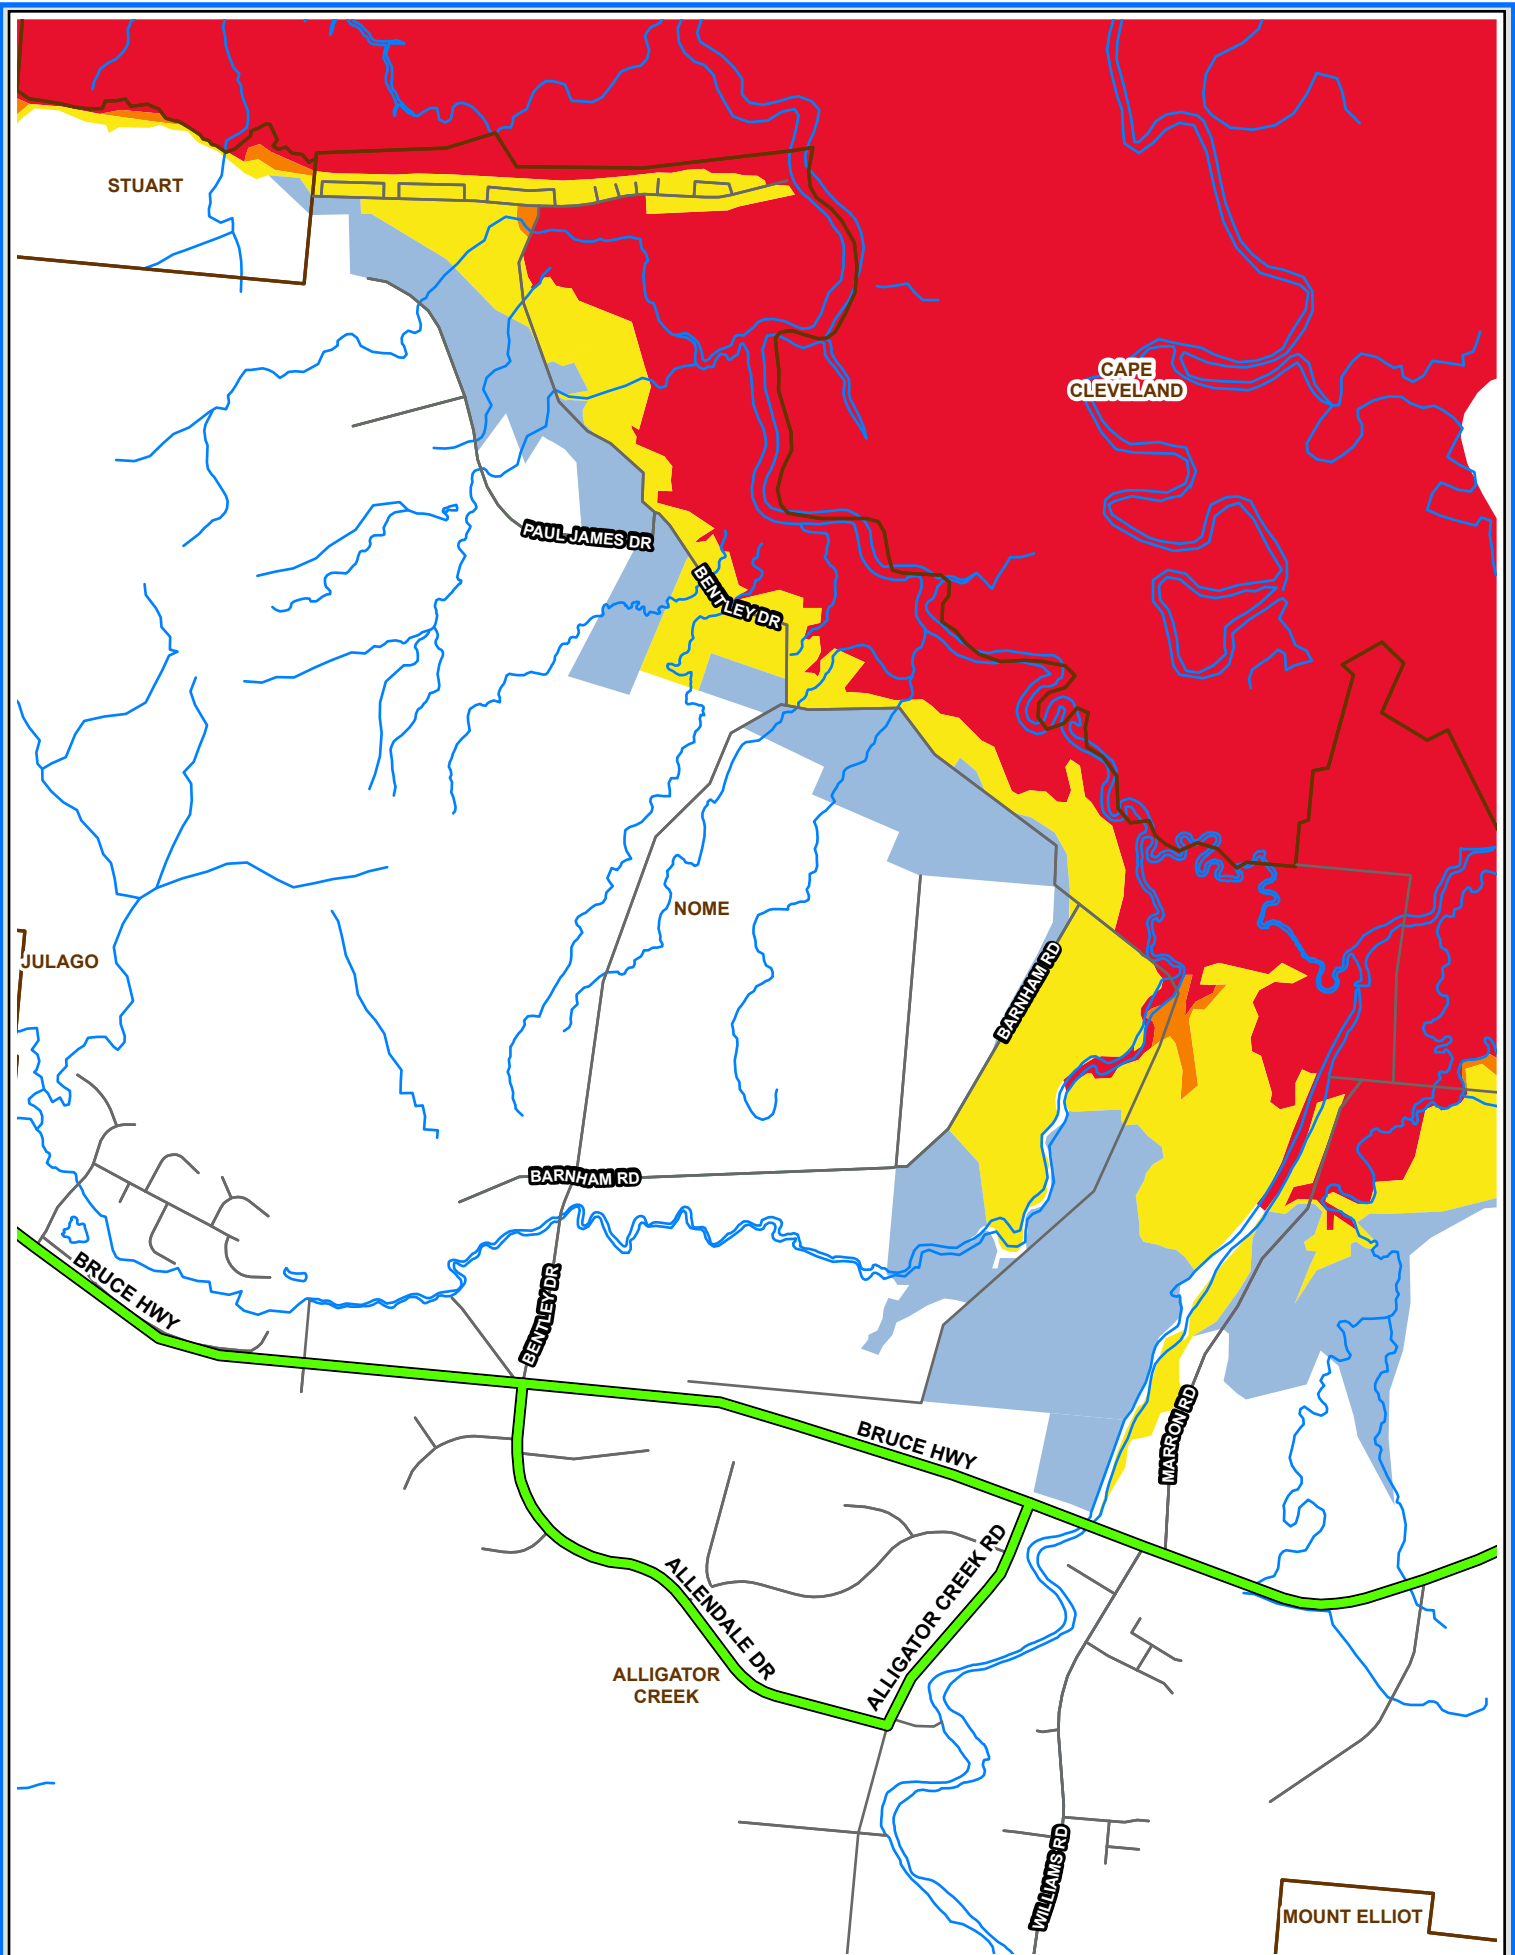 STUART
CAPE
CLEVELAND
PAUL JAMES DR
BENTLEY DR
NOME
JULAGO
BARNHAM RD
BARNHAM RD
BRUCE HWY
BENTLEY DR
MARRON RD
BRUCE HWY
ALLIGATOR CREEK RD
ALLENDALE DR
ALLIGATOR
CREEK
WILLIAMS RD
MOUNT ELLIOT